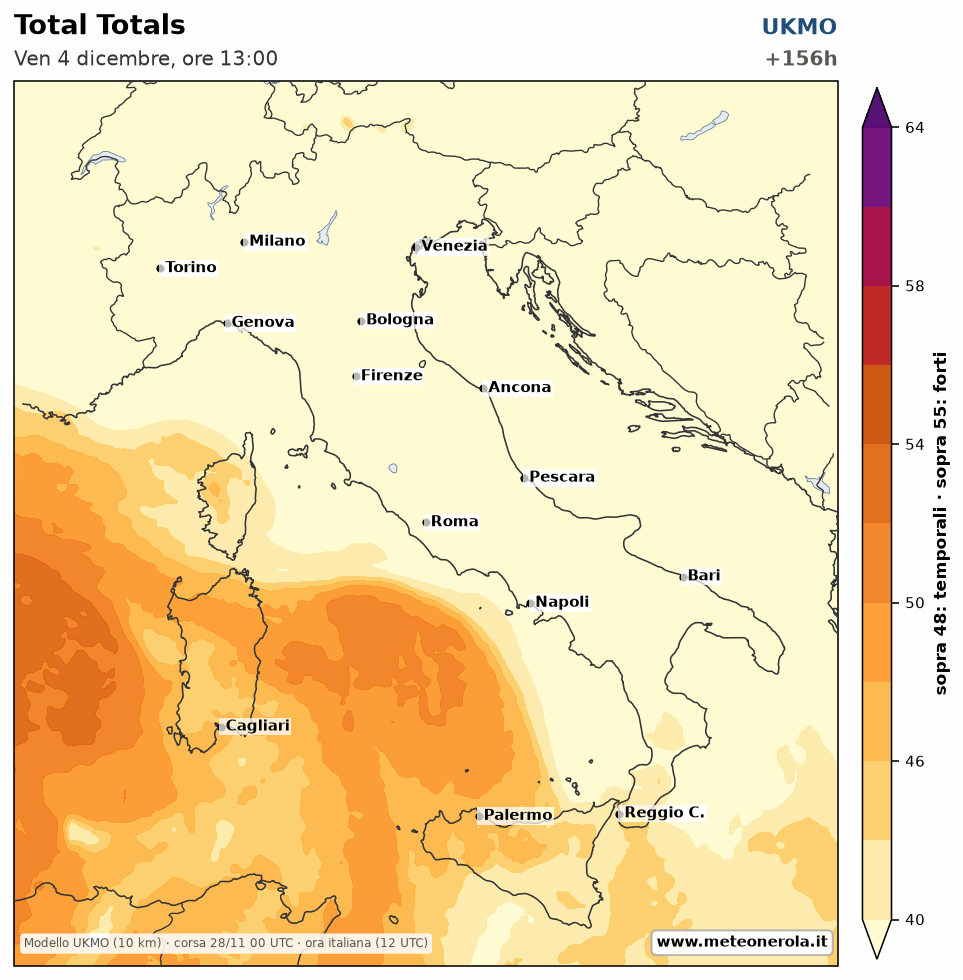 Total Totals
UKMO
Ven 4 dicembre, ore 13:00
+156h
64
58
54
50
46
40
sopra 48: temporali · sopra 55: forti
Milano
Venezia
Torino
Genova
Bologna
Firenze
Ancona
Pescara
Roma
Bari
Napoli
Cagliari
Palermo
Reggio C.
Modello UKMO (10 km) · corsa 28/11 00 UTC · ora italiana (12 UTC)
www.meteonerola.it